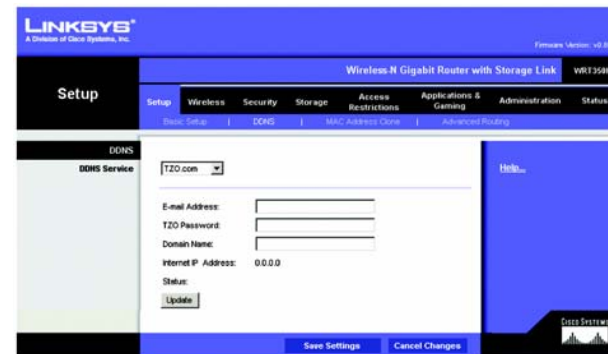 LINKSYS®
A Division of Cisco Systems, Inc.
Firmware Version: v0.0
Wireless-N Gigabit Router with Storage Link WRT350N
Setup
Setup Wireless Security Storage Access Restrictions Applications & Gaming Administration Status
Basic Setup | DDNS | MAC Address Clone | Advanced Routing
DDNS
DDNS Service
TZO.com
Help...
E-mail Address:
TZO Password:
Domain Name:
Internet IP Address: 0.0.0.0
Status:
Update
Save Settings Cancel Changes
CISCO SYSTEMS